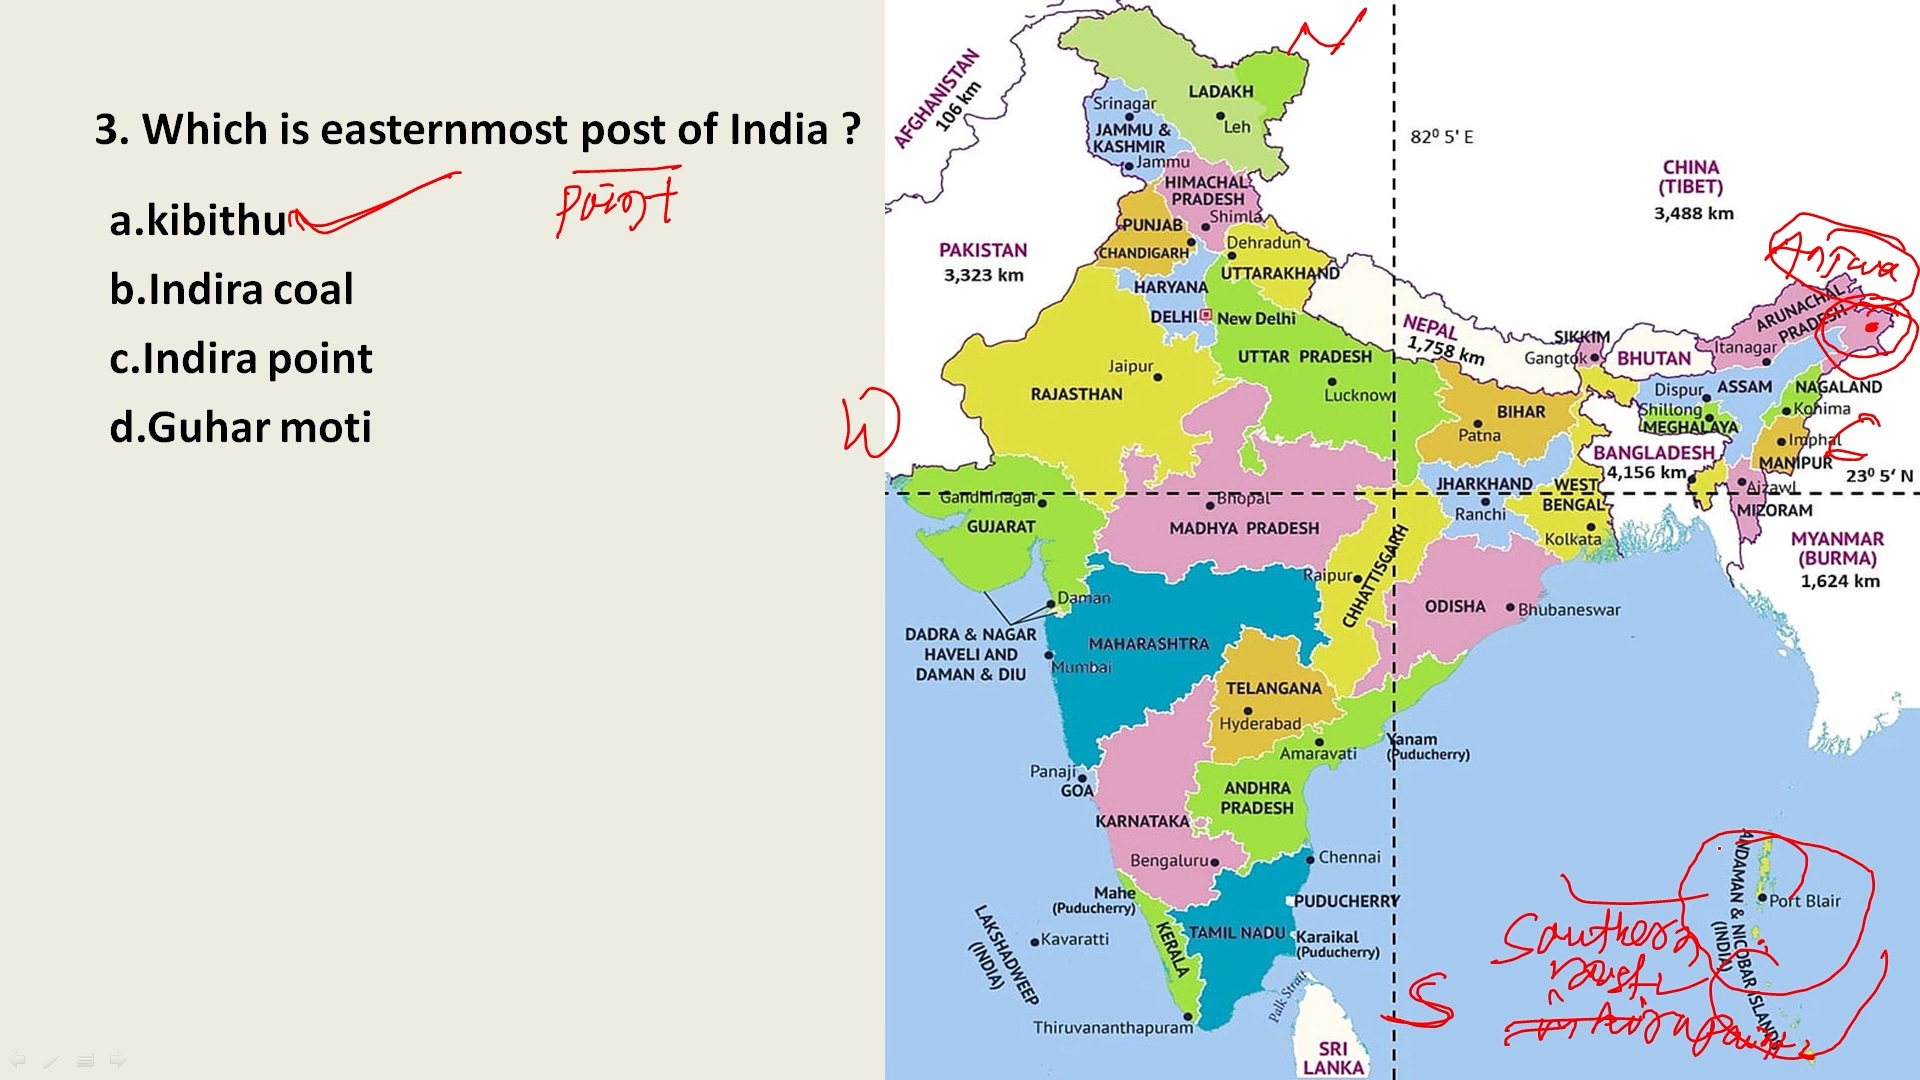 3. Which is easternmost post of India ?
point
a.kibithu
b.Indira coal
c.Indira point
d.Guhar moti
N
W
E
S
AFGHANISTAN
106 km
LADAKH
Leh
Srinagar
JAMMU &
KASHMIR
Jammu
82⁰ 5' E
CHINA
(TIBET)
3,488 km
HIMACHAL
PRADESH
Shimla
PUNJAB
CHANDIGARH
Dehradun
UTTARAKHAND
PAKISTAN
3,323 km
HARYANA
DELHI
New Delhi
NEPAL
1,758 km
SIKKIM
Gangtok
BHUTAN
ARUNACHAL
PRADESH
Itanagar
UTTAR PRADESH
Lucknow
Jaipur
RAJASTHAN
BIHAR
Patna
Dispur
ASSAM
NAGALAND
Kohima
Shillong
MEGHALAYA
Imphal
MANIPUR
BANGLADESH
4,156 km
23⁰ 5' N
Aizawl
MIZORAM
Gandhinagar
GUJARAT
Bhopal
MADHYA PRADESH
JHARKHAND
Ranchi
WEST
BENGAL
Kolkata
MYANMAR
(BURMA)
1,624 km
Raipur
CHHATTISGARH
ODISHA
Bhubaneswar
Daman
DADRA & NAGAR
HAVELI AND
DAMAN & DIU
MAHARASHTRA
Mumbai
TELANGANA
Hyderabad
Amaravati
Yanam
(Puducherry)
Panaji
GOA
ANDHRA
PRADESH
KARNATAKA
Bengaluru
Chennai
Mahe
(Puducherry)
PUDUCHERRY
KERALA
TAMIL NADU
Karaikal
(Puducherry)
LAKSHADWEEP
(INDIA)
Kavaratti
Thiruvananthapuram
Palk Strait
SRI
LANKA
ANDAMAN & NICOBAR ISLANDS
(INDIA)
Port Blair
Southern